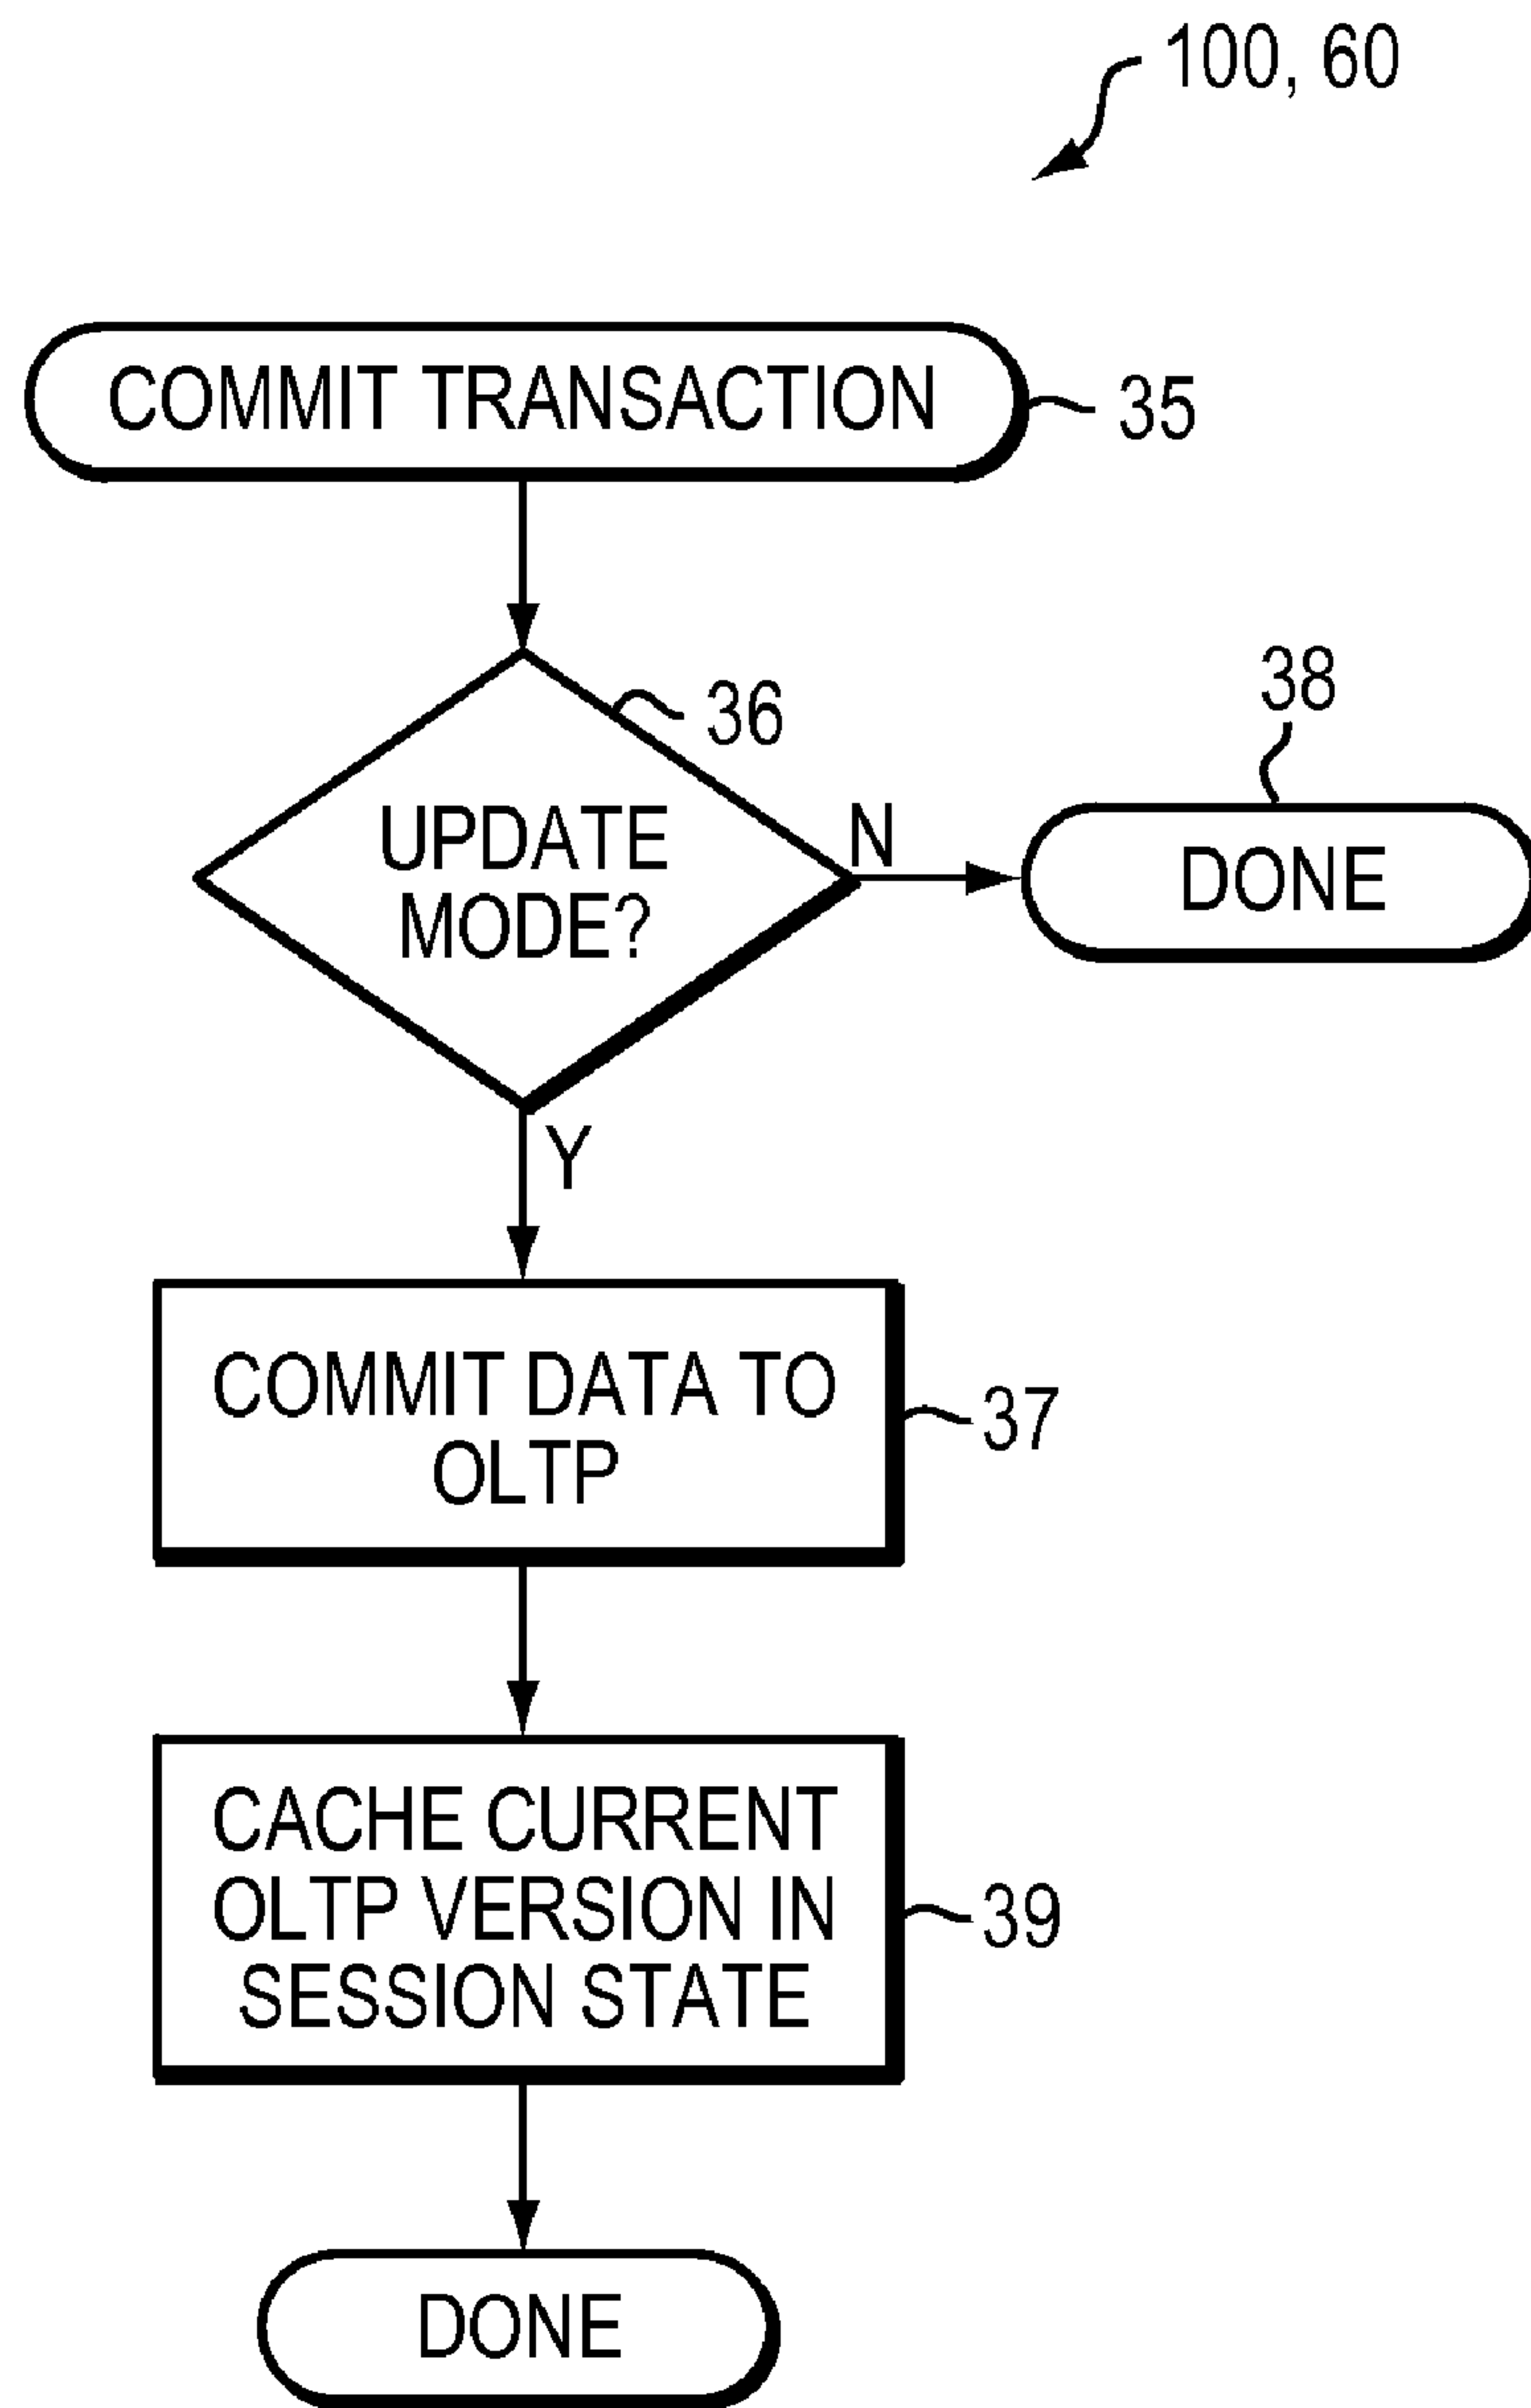 100, 60
COMMIT TRANSACTION
35
36
38
UPDATE
MODE?
N
DONE
Y
COMMIT DATA TO
OLTP
37
CACHE CURRENT
OLTP VERSION IN
SESSION STATE
39
DONE